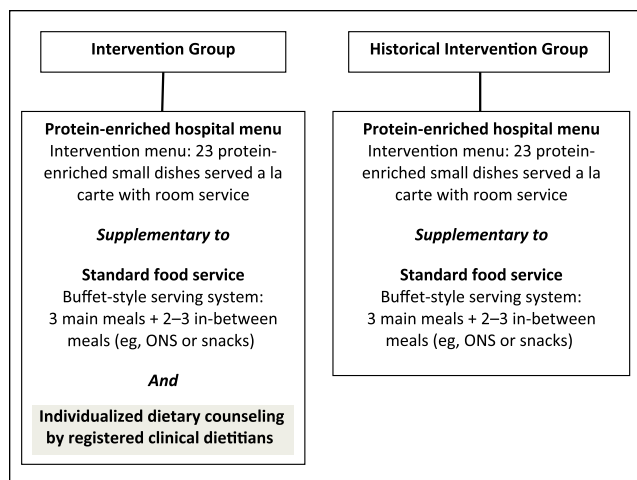 Intervention Group
Protein-enriched hospital menu
Intervention menu: 23 protein-
enriched small dishes served a la
carte with room service
Supplementary to
Standard food service
Buffet-style serving system:
3 main meals + 2–3 in-between
meals (eg, ONS or snacks)
And
Individualized dietary counseling
by registered clinical dietitians
Historical Intervention Group
Protein-enriched hospital menu
Intervention menu: 23 protein-
enriched small dishes served a la
carte with room service
Supplementary to
Standard food service
Buffet-style serving system:
3 main meals + 2–3 in-between
meals (eg, ONS or snacks)